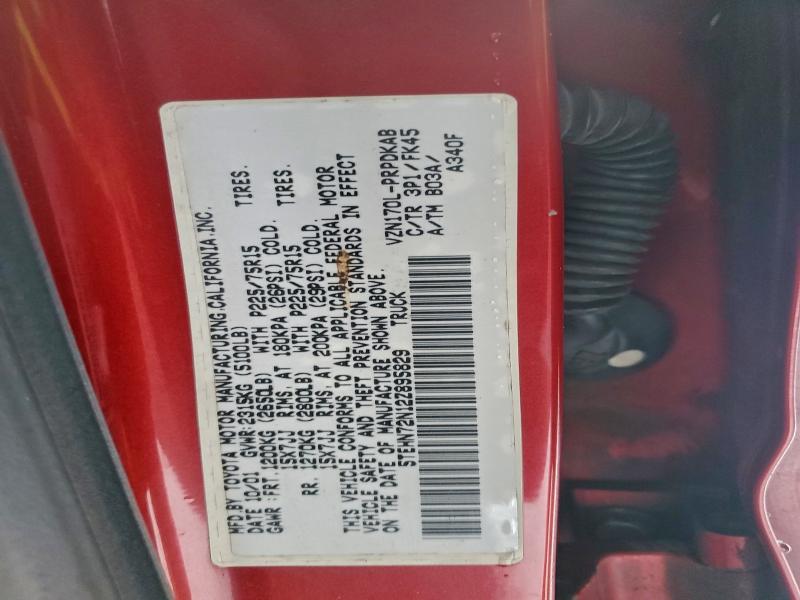 MFD.BY TOYOTA MOTOR MANUFACTURING,CALIFORNIA,INC.
DATE 10/01 GVWR:2315KG (5100LB) TIRES.
GAWR :FRT.1200KG (2650LB) WITH P225/75R15
15X7JJ RIMS, AT 180KPA (26PSI) COLD. TIRES.
RR. 1270KG (2800LB) WITH P225/75R15
15X7JJ RIMS, AT 200KPA (29PSI) COLD.
THIS VEHICLE CONFORMS TO ALL APPLICABLE FEDERAL MOTOR
VEHICLE SAFETY AND THEFT PREVENTION STANDARDS IN EFFECT
ON THE DATE OF MANUFACTURE SHOWN ABOVE.
5TEHN72N12Z895829 TRUCK
VZN170L-PRPDKAB
C/TR 3P1/FK45
A/TM B03A/
A340F